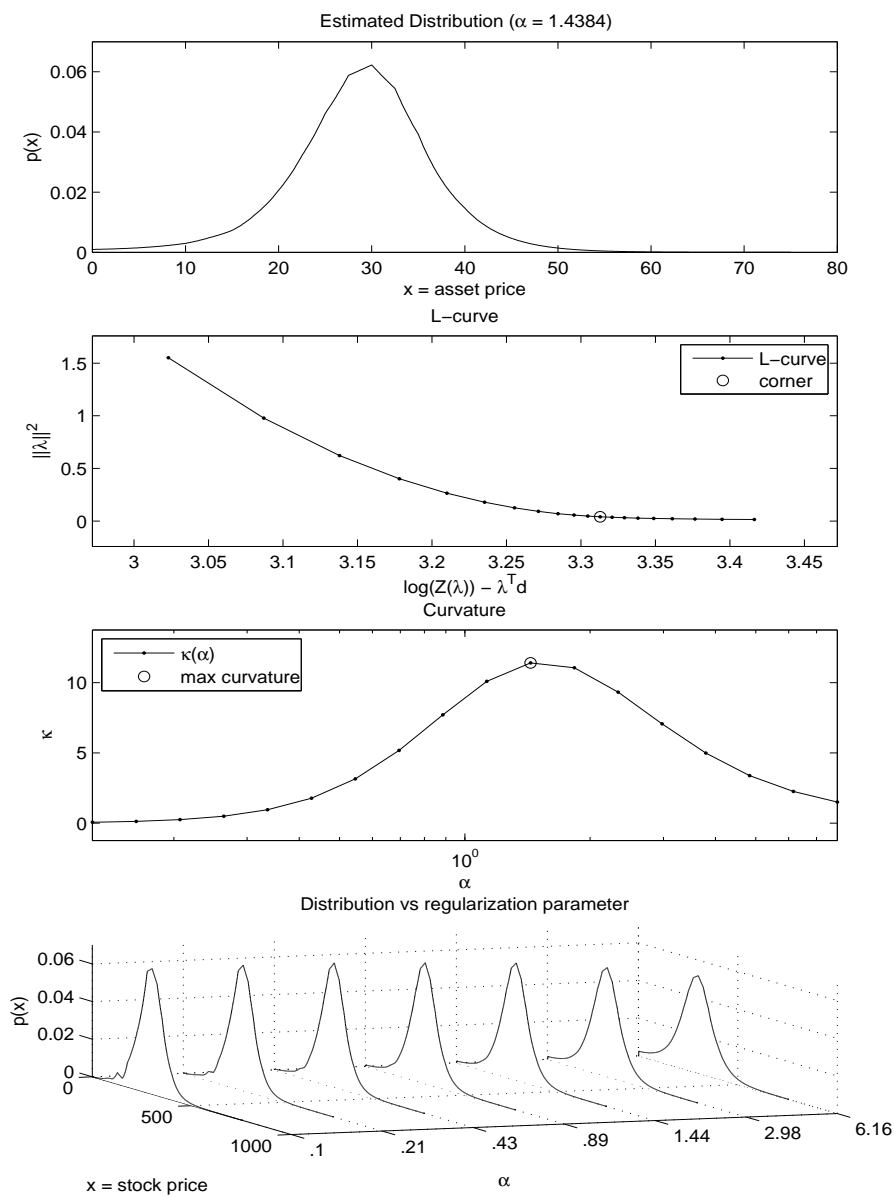 Estimated Distribution (α = 1.4384)
0.06
0.04
0.02
0
p(x)
0 10 20 30 40 50 60 70 80
x = asset price
L−curve
1.5
1
0.5
0
||λ||²
L−curve
corner
3 3.05 3.1 3.15 3.2 3.25 3.3 3.35 3.4 3.45
log(Z(λ)) − λᵀd
Curvature
10
5
0
κ
κ(α)
max curvature
10⁰
α
Distribution vs regularization parameter
0.06
0.04
0.02
0
p(x)
0
500
1000
.1 .21 .43 .89 1.44 2.98 6.16
x = stock price
α